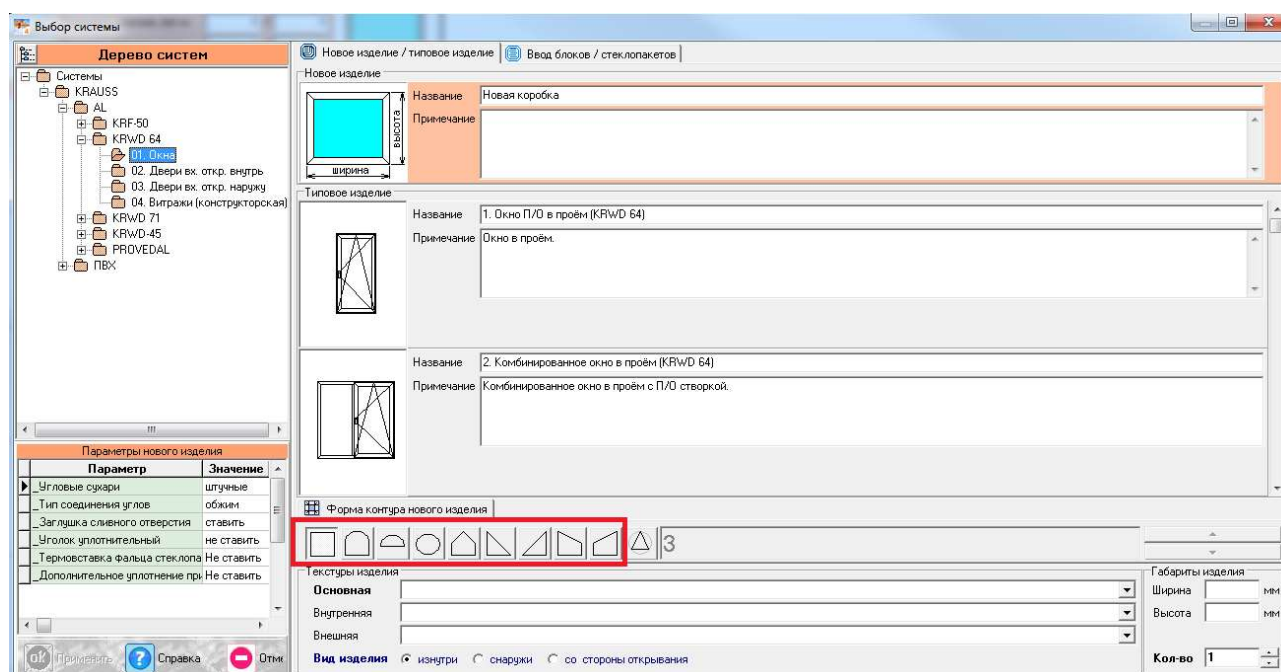 Выбор системы
Дерево систем
Системы
KRAUSS
AL
KRF-50
KRWD 64
01. Окна
02. Двери вх. откр. внутрь
03. Двери вх. откр. наружу
04. Витражи (конструкторская)
KRWD 71
KRWD-45
PROVEDAL
ПВХ
Параметры нового изделия
Параметр Значение
_Угловые сухари штучные
_Тип соединения углов обжим
_Заглушка сливного отверстия ставить
_Уголок уплотнительный не ставить
_Термовставка фальца стеклопа Не ставить
_Дополнительное уплотнение при Не ставить
ok Применить ? Справка Отме
Новое изделие / типовое изделие Ввод блоков / стеклопакетов
Новое изделие
высота
ширина
Название Новая коробка
Примечание
Типовое изделие
Название 1. Окно П/О в проём (KRWD 64)
Примечание Окно в проём.
Название 2. Комбинированное окно в проём (KRWD 64)
Примечание Комбинированное окно в проём с П/О створкой.
Форма контура нового изделия
3
Текстуры изделия
Основная
Внутренняя
Внешняя
Вид изделия изнутри снаружи со стороны открывания
Габариты изделия
Ширина мм
Высота мм
Кол-во 1